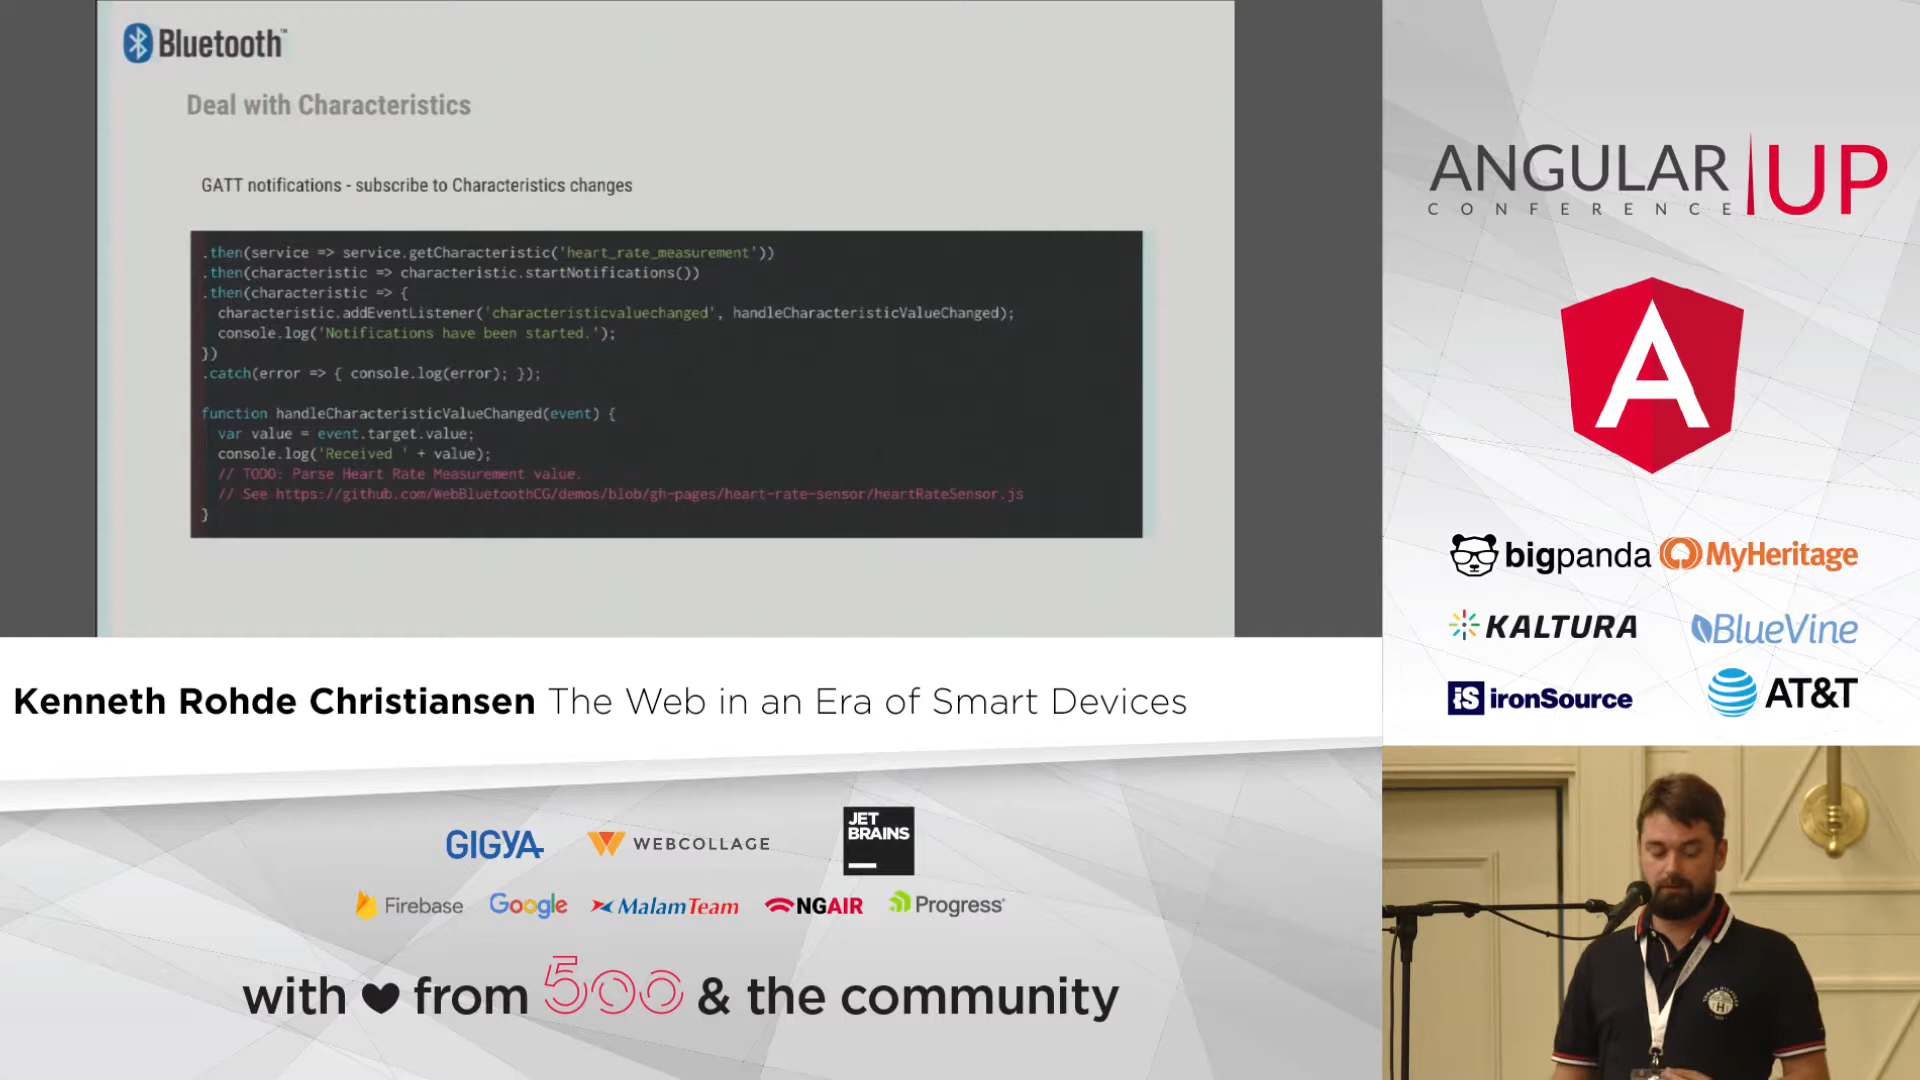 Bluetooth™
Deal with Characteristics
GATT notifications - subscribe to Characteristics changes
.then(service => service.getCharacteristic('heart_rate_measurement'))
.then(characteristic => characteristic.startNotifications())
.then(characteristic => {
characteristic.addEventListener('characteristicvaluechanged', handleCharacteristicValueChanged);
console.log('Notifications have been started.');
})
.catch(error => { console.log(error); });
function handleCharacteristicValueChanged(event) {
var value = event.target.value;
console.log('Received ' + value);
// TODO: Parse Heart Rate Measurement value.
// See https://github.com/WebBluetoothCG/demos/blob/gh-pages/heart-rate-sensor/heartRateSensor.js
}
Kenneth Rohde Christiansen The Web in an Era of Smart Devices
GIGYA WEBCOLLAGE JET BRAINS
Firebase Google MalamTeam NGAIR Progress
with from 500 & the community
ANGULAR UP
CONFERENCE
A
bigpanda MyHeritage
KALTURA BlueVine
iS ironSource AT&T